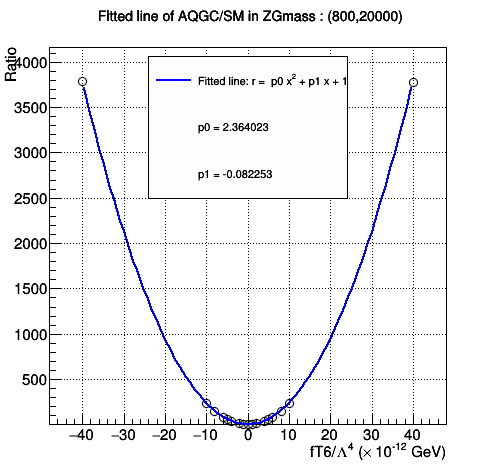 FItted line of AQGC/SM in ZGmass : (800,20000)
Ratio
4000
3500
3000
2500
2000
1500
1000
500
Fitted line: r = p0 x² + p1 x + 1
p0 = 2.364023
p1 = -0.082253
−40 −30 −20 −10 0 10 20 30 40
fT6/Λ⁴ (× 10⁻¹² GeV)